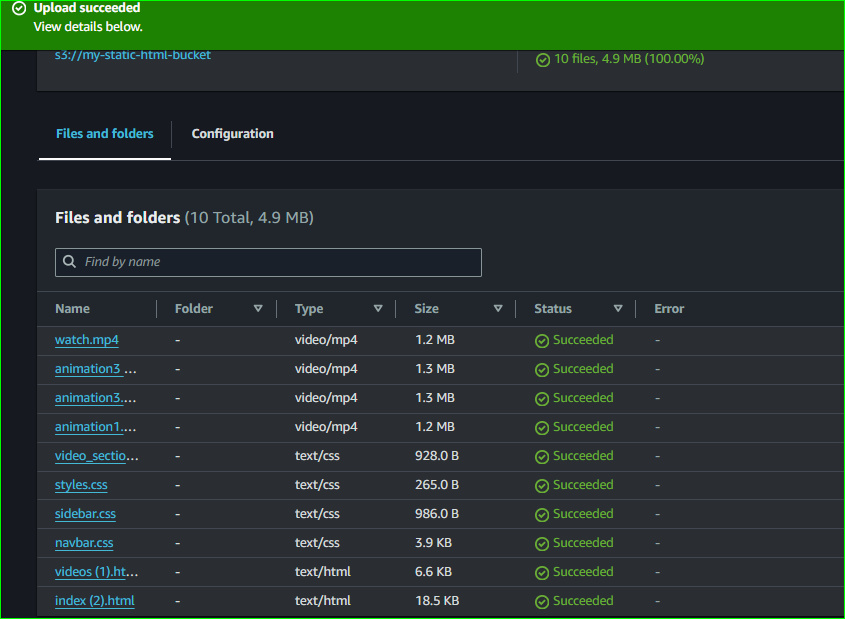 Upload succeeded
View details below.
s3://my-static-html-bucket
10 files, 4.9 MB (100.00%)
Files and folders Configuration
Files and folders (10 Total, 4.9 MB)
Find by name
Name Folder Type Size Status Error
watch.mp4 - video/mp4 1.2 MB Succeeded -
animation3 ... - video/mp4 1.3 MB Succeeded -
animation3.... - video/mp4 1.3 MB Succeeded -
animation1.... - video/mp4 1.2 MB Succeeded -
video_sectio... - text/css 928.0 B Succeeded -
styles.css - text/css 265.0 B Succeeded -
sidebar.css - text/css 986.0 B Succeeded -
navbar.css - text/css 3.9 KB Succeeded -
videos (1).ht... - text/html 6.6 KB Succeeded -
index (2).html - text/html 18.5 KB Succeeded -